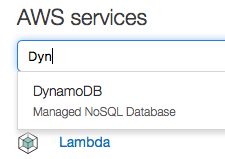 AWS services
Dyn
DynamoDB
Managed NoSQL Database
Lambda